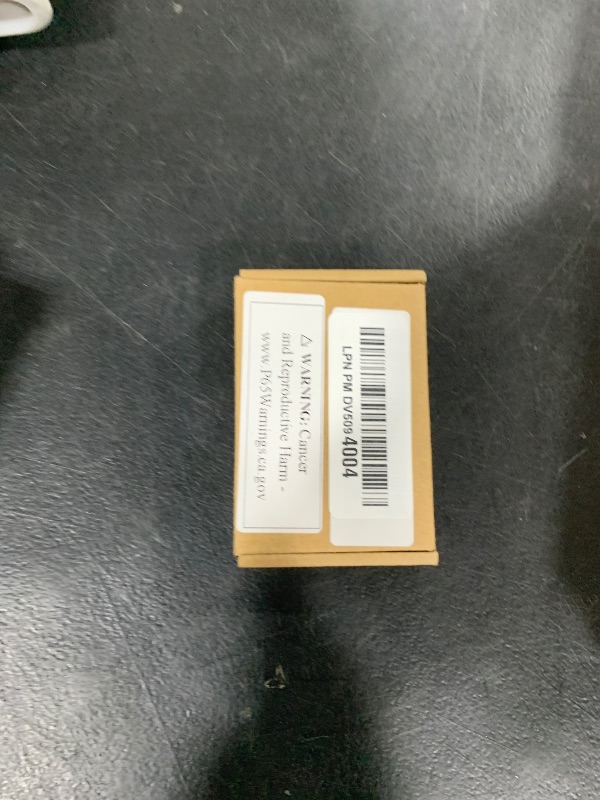 LPN PM DV5094004
⚠ WARNING: Cancer
and Reproductive Harm -
www.P65Warnings.ca.gov